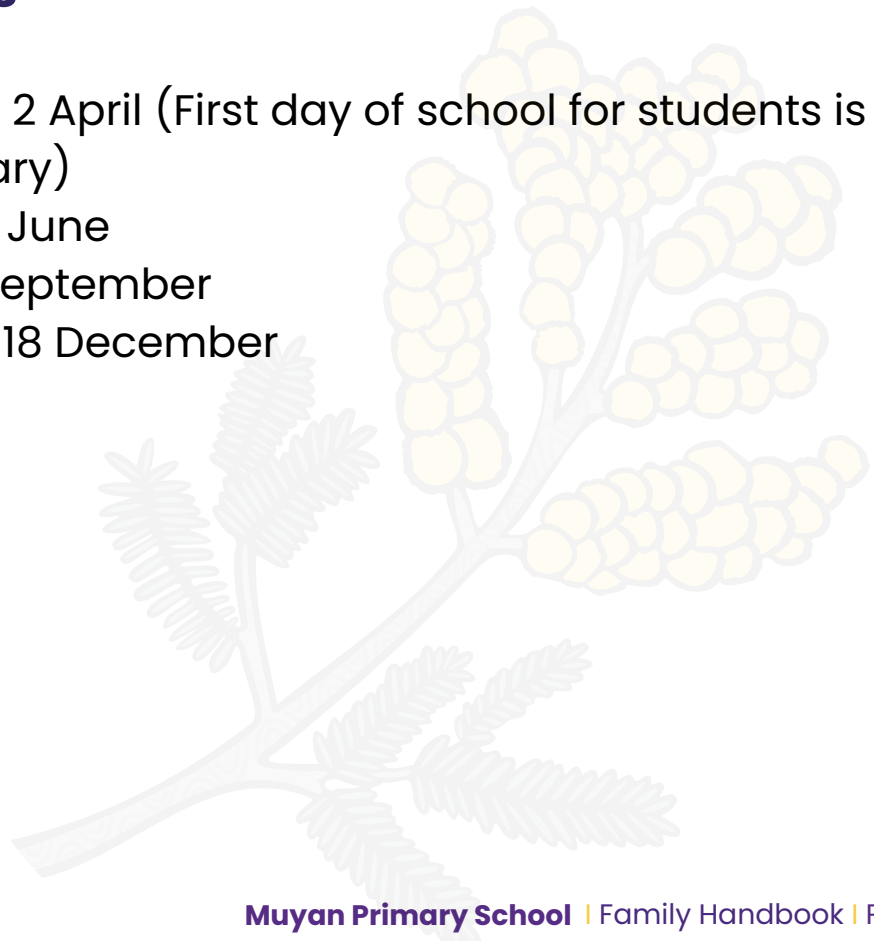 2 April (First day of school for students is
ary)
June
eptember
18 December
Muyan Primary School | Family Handbook | P